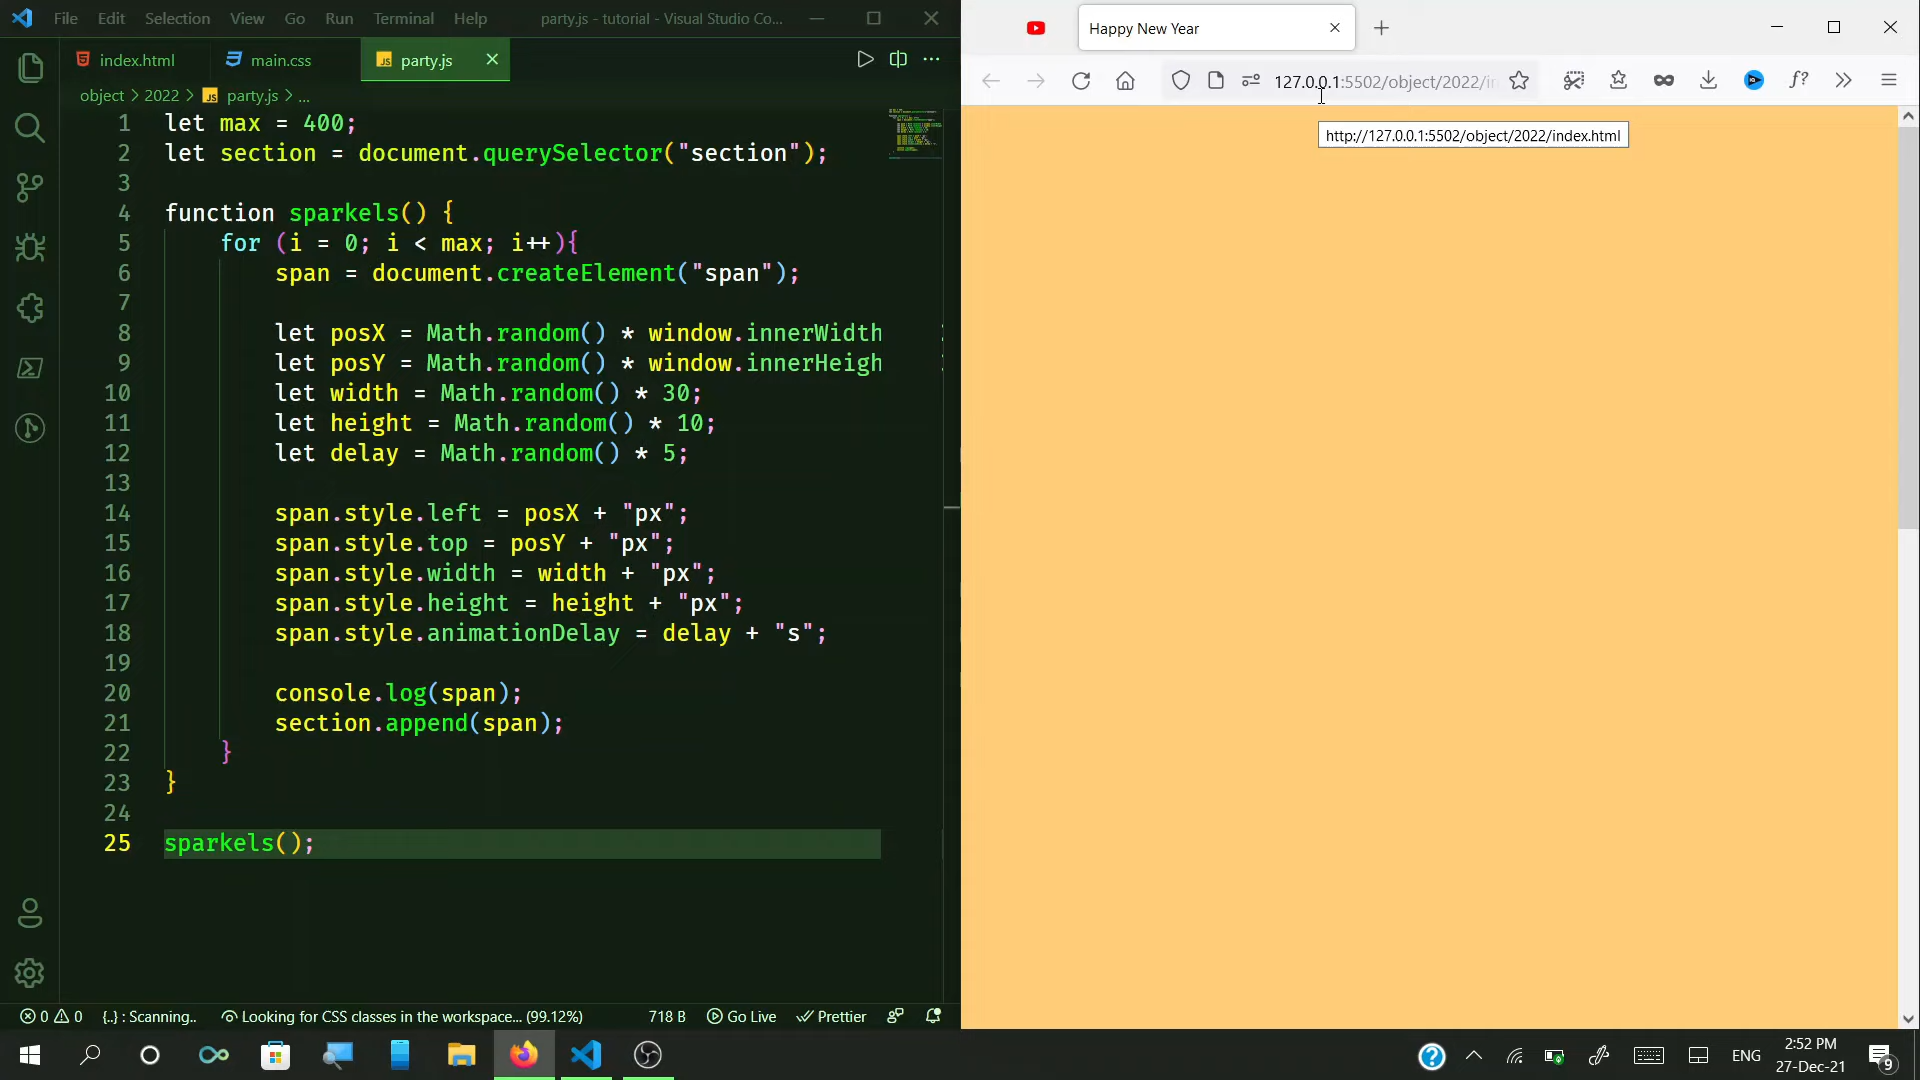 File Edit Selection View Go Run Terminal Help party.js - tutorial - Visual Studio Co...
index.html main.css JS party.js
object > 2022 > JS party.js > ...
1 let max = 400;
2 let section = document.querySelector("section");
3
4 function sparkels() {
5 for (i = 0; i < max; i++){
6 span = document.createElement("span");
7
8 let posX = Math.random() * window.innerWidth
9 let posY = Math.random() * window.innerHeigh
10 let width = Math.random() * 30;
11 let height = Math.random() * 10;
12 let delay = Math.random() * 5;
13
14 span.style.left = posX + "px";
15 span.style.top = posY + "px";
16 span.style.width = width + "px";
17 span.style.height = height + "px";
18 span.style.animationDelay = delay + "s";
19
20 console.log(span);
21 section.append(span);
22 }
23 }
24
25 sparkels();
0 0 {..} : Scanning.. Looking for CSS classes in the workspace... (99.12%) 718 B Go Live Prettier
Happy New Year
127.0.0.1:5502/object/2022/in
f?
http://127.0.0.1:5502/object/2022/index.html
ENG 2:52 PM
27-Dec-21 9